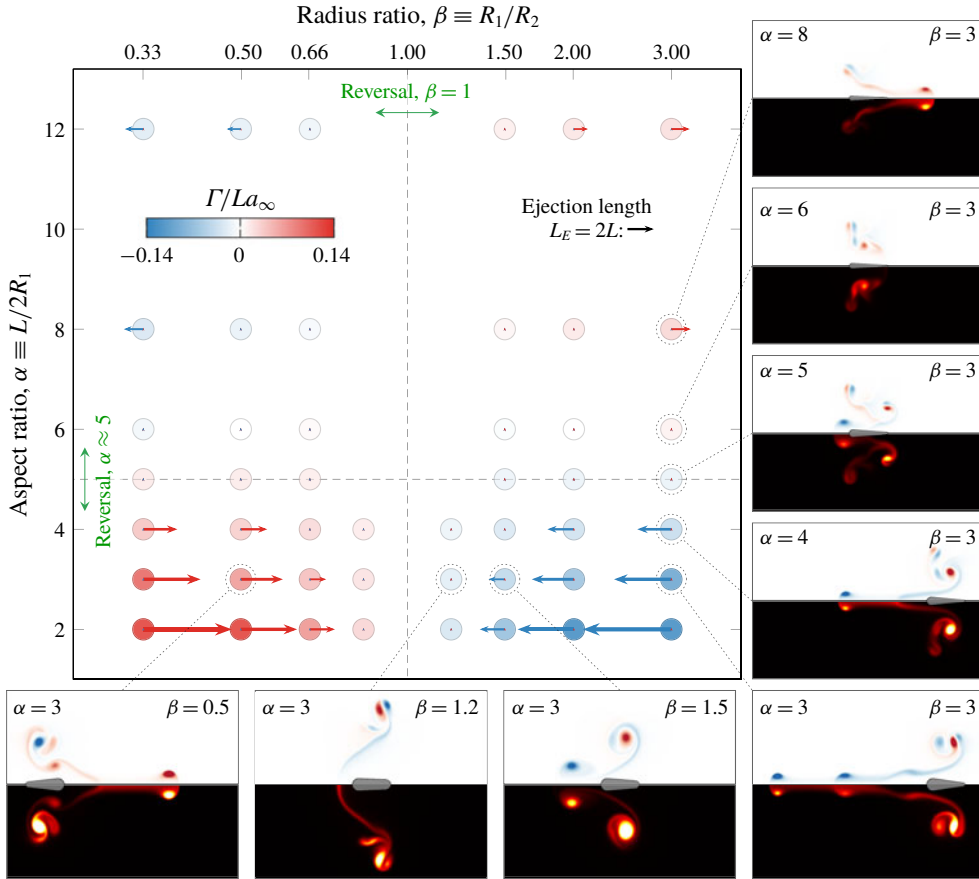 Radius ratio, β ≡ R₁/R₂
0.33 0.50 0.66 1.00 1.50 2.00 3.00
Reversal, β = 1
12
10
8
6
4
2
Aspect ratio, α ≡ L/2R₁
Reversal, α ≈ 5
Γ/La∞
−0.14 0 0.14
Ejection length
L_E = 2L:
α = 8 β = 3
α = 6 β = 3
α = 5 β = 3
α = 4 β = 3
α = 3 β = 0.5
α = 3 β = 1.2
α = 3 β = 1.5
α = 3 β = 3